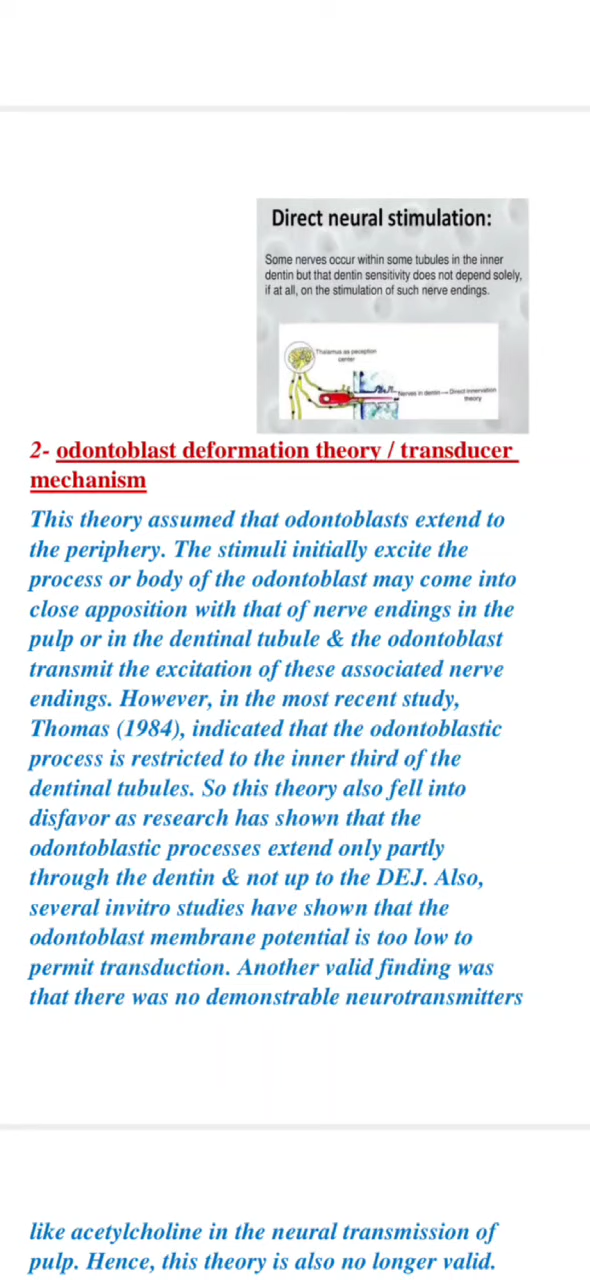 Direct neural stimulation:
Some nerves occur within some tubules in the inner
dentin but that dentin sensitivity does not depend solely,
if at all, on the stimulation of such nerve endings.
Thalamus as peception
center
Nerves in dentin — Direct innervation
theory
2- odontoblast deformation theory / transducer
mechanism
This theory assumed that odontoblasts extend to
the periphery. The stimuli initially excite the
process or body of the odontoblast may come into
close apposition with that of nerve endings in the
pulp or in the dentinal tubule & the odontoblast
transmit the excitation of these associated nerve
endings. However, in the most recent study,
Thomas (1984), indicated that the odontoblastic
process is restricted to the inner third of the
dentinal tubules. So this theory also fell into
disfavor as research has shown that the
odontoblastic processes extend only partly
through the dentin & not up to the DEJ. Also,
several invitro studies have shown that the
odontoblast membrane potential is too low to
permit transduction. Another valid finding was
that there was no demonstrable neurotransmitters
like acetylcholine in the neural transmission of
pulp. Hence, this theory is also no longer valid.